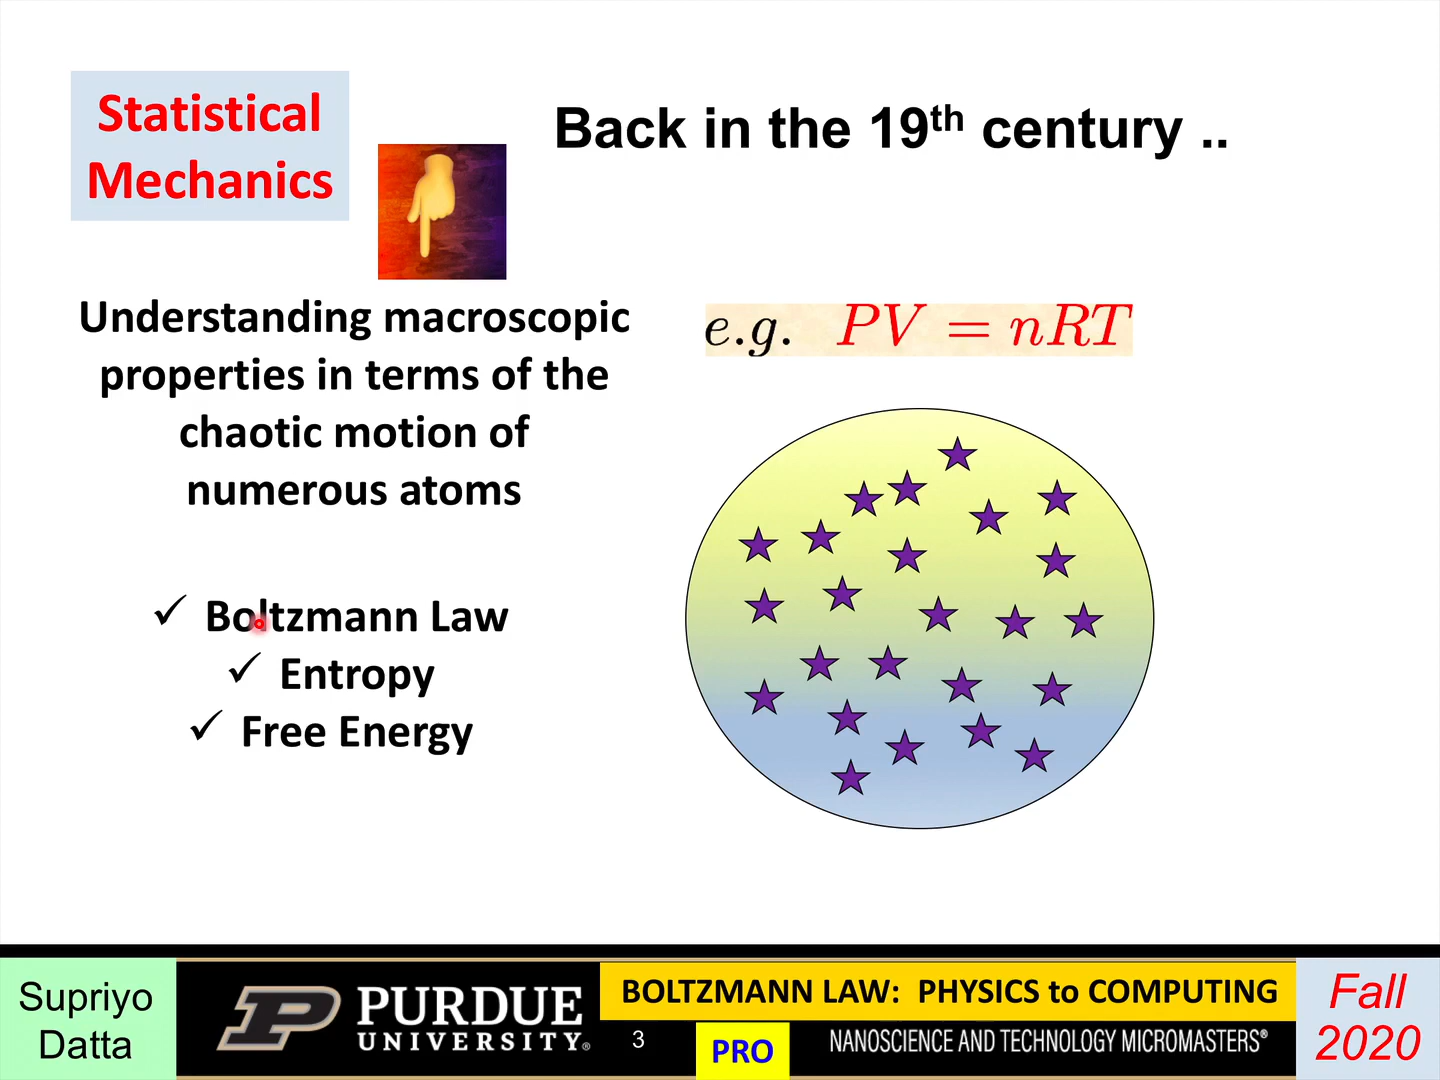 Statistical
Mechanics
Back in the 19th century ..
Understanding macroscopic
properties in terms of the
chaotic motion of
numerous atoms
e.g. PV = nRT
✓ Boltzmann Law
✓ Entropy
✓ Free Energy
Supriyo
Datta
PURDUE
UNIVERSITY®
3
BOLTZMANN LAW: PHYSICS to COMPUTING
PRO
NANOSCIENCE AND TECHNOLOGY MICROMASTERS®
Fall
2020